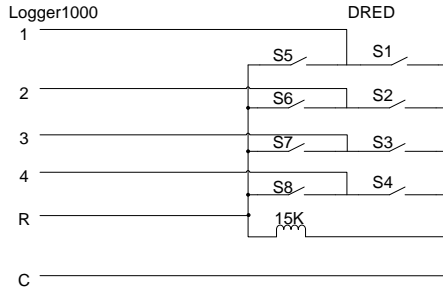 Logger1000 DRED
1
S5 S1
2
S6 S2
3
S7 S3
4
S8 S4
R
15K
C